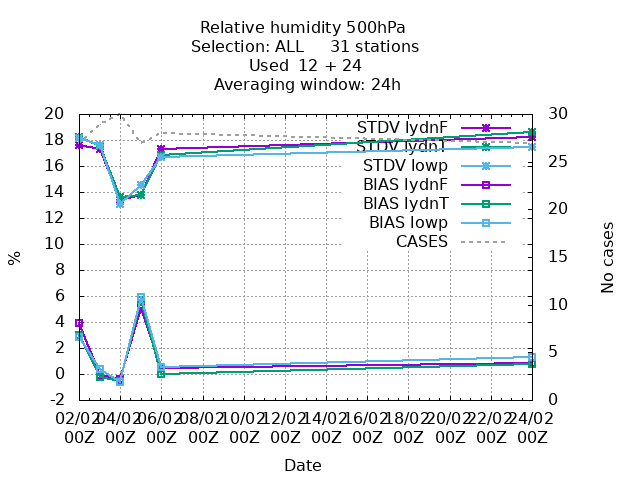 Relative humidity 500hPa
Selection: ALL     31 stations
Used  12 + 24
Averaging window: 24h
20
18
16
14
12
10
8
6
4
2
0
-2
%
30
25
20
15
10
5
0
No cases
STDV lydnF
STDV lydnT
STDV lowp
BIAS lydnF
BIAS lydnT
BIAS lowp
CASES
02/02 04/02 06/02 08/02 10/02 12/02 14/02 16/02 18/02 20/02 22/02 24/02
00Z 00Z 00Z 00Z 00Z 00Z 00Z 00Z 00Z 00Z 00Z 00Z
Date